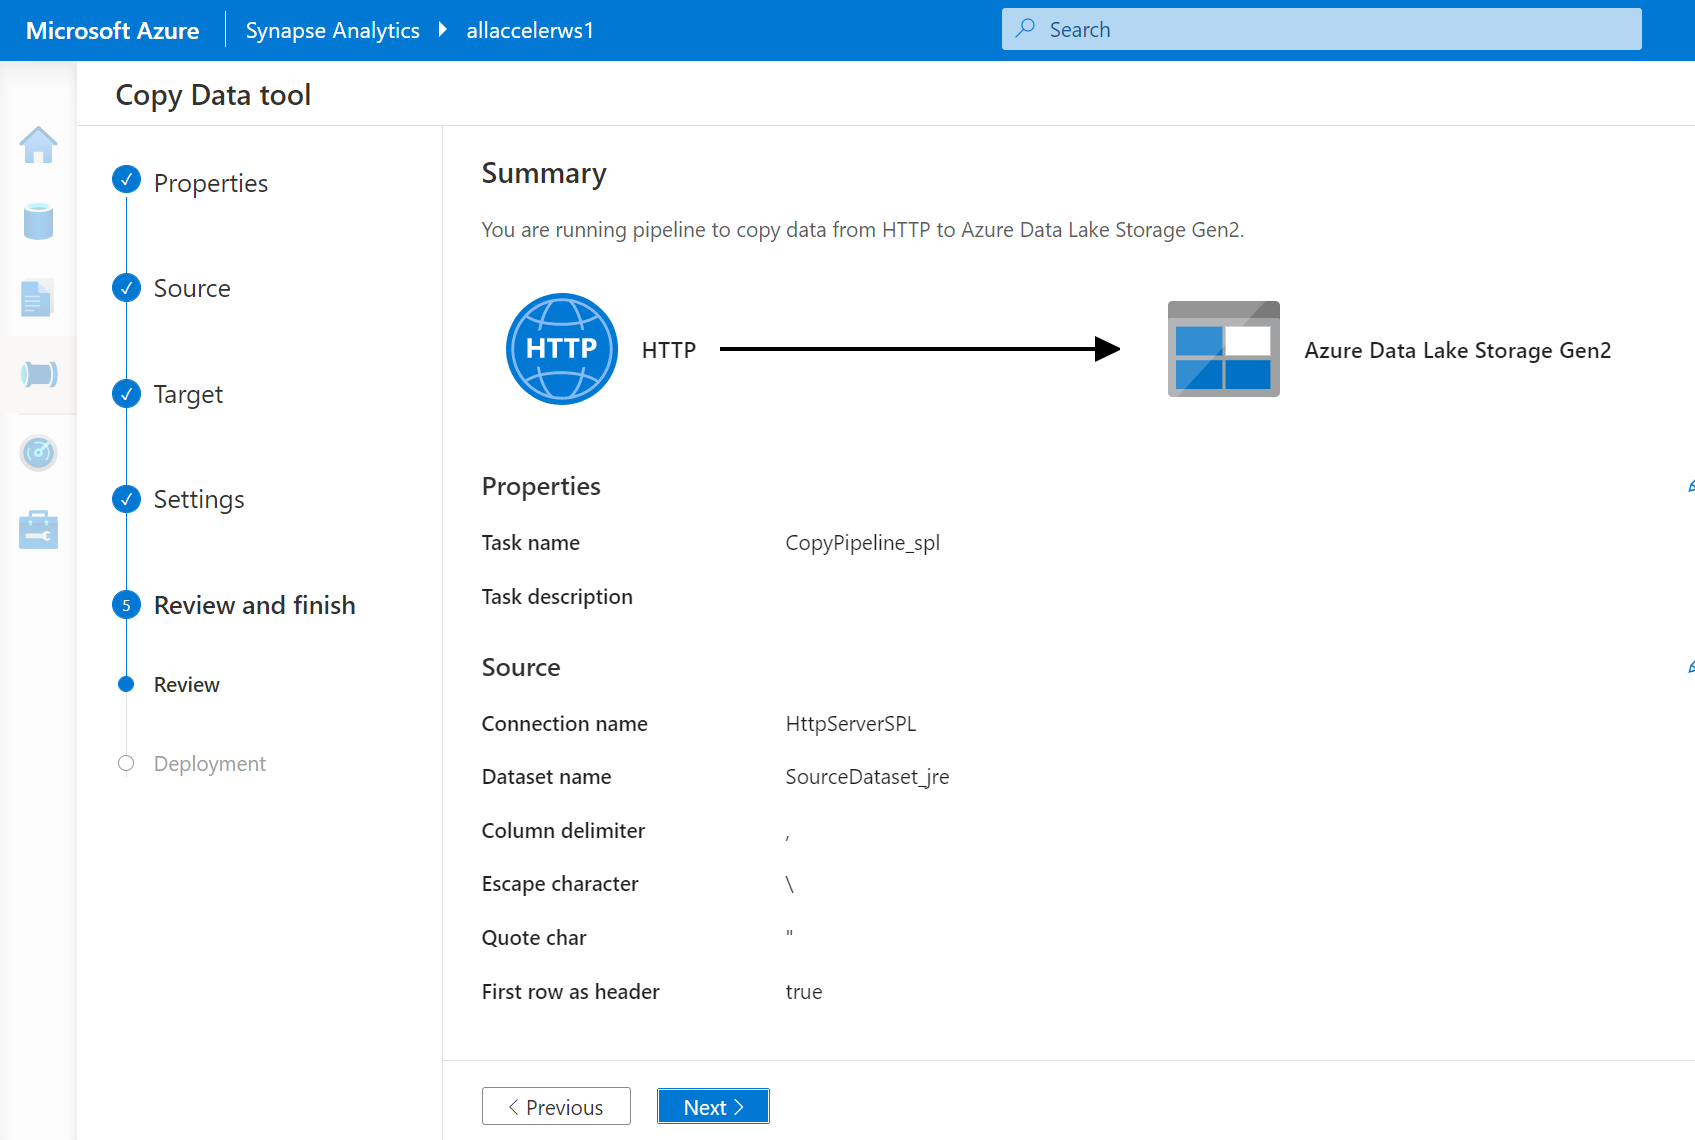 Microsoft Azure
Synapse Analytics
allaccelerws1
Search
Copy Data tool
Properties
Source
Target
Settings
5
Review and finish
Review
Deployment
Summary
You are running pipeline to copy data from HTTP to Azure Data Lake Storage Gen2.
HTTP
HTTP
Azure Data Lake Storage Gen2
Properties
Task name
CopyPipeline_spl
Task description
Source
Connection name
HttpServerSPL
Dataset name
SourceDataset_jre
Column delimiter
,
Escape character
\
Quote char
"
First row as header
true
Previous
Next